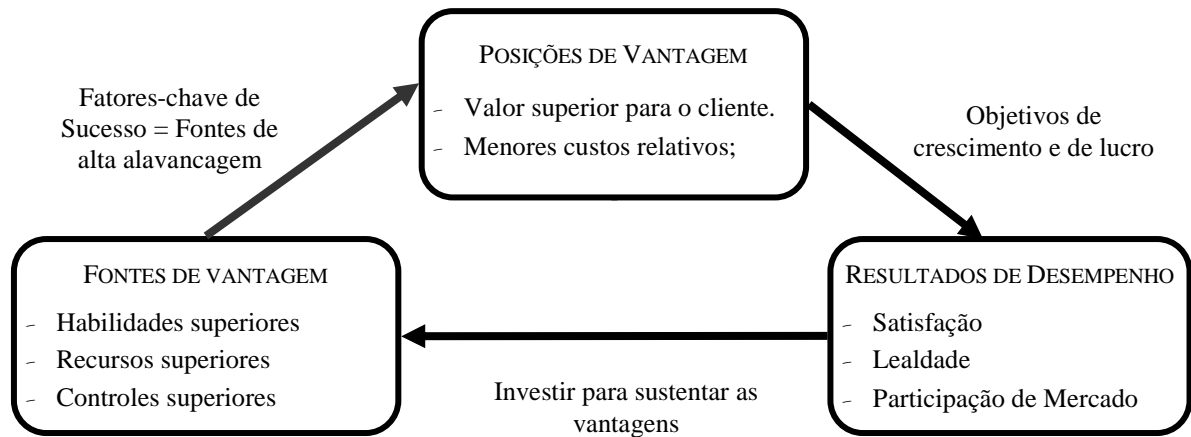 POSIÇÕES DE VANTAGEM
- Valor superior para o cliente.
- Menores custos relativos;
Fatores-chave de
Sucesso = Fontes de
alta alavancagem
Objetivos de
crescimento e de lucro
FONTES DE VANTAGEM
- Habilidades superiores
- Recursos superiores
- Controles superiores
RESULTADOS DE DESEMPENHO
- Satisfação
- Lealdade
- Participação de Mercado
Investir para sustentar as
vantagens